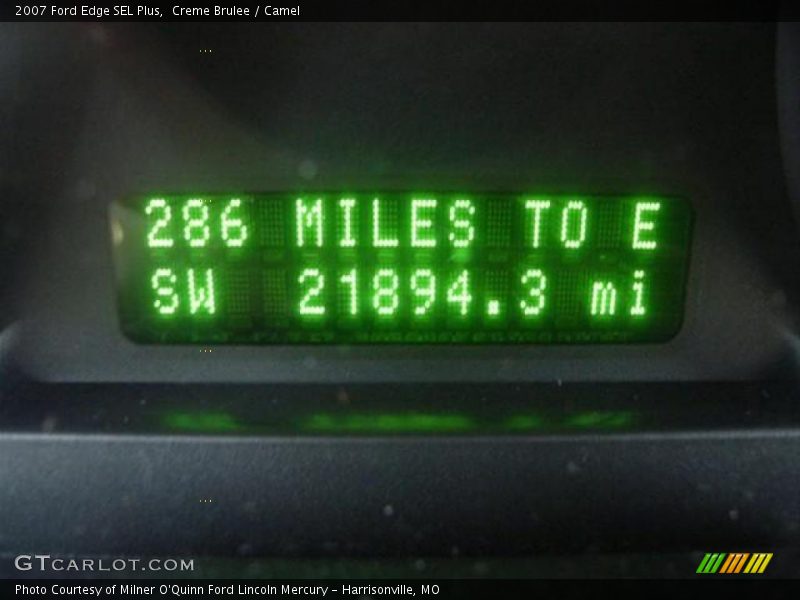 2007 Ford Edge SEL Plus,  Creme Brulee / Camel
286 MILES TO E
SW 21894.3 mi
GTCARLOT.COM
Photo Courtesy of Milner O'Quinn Ford Lincoln Mercury – Harrisonville, MO